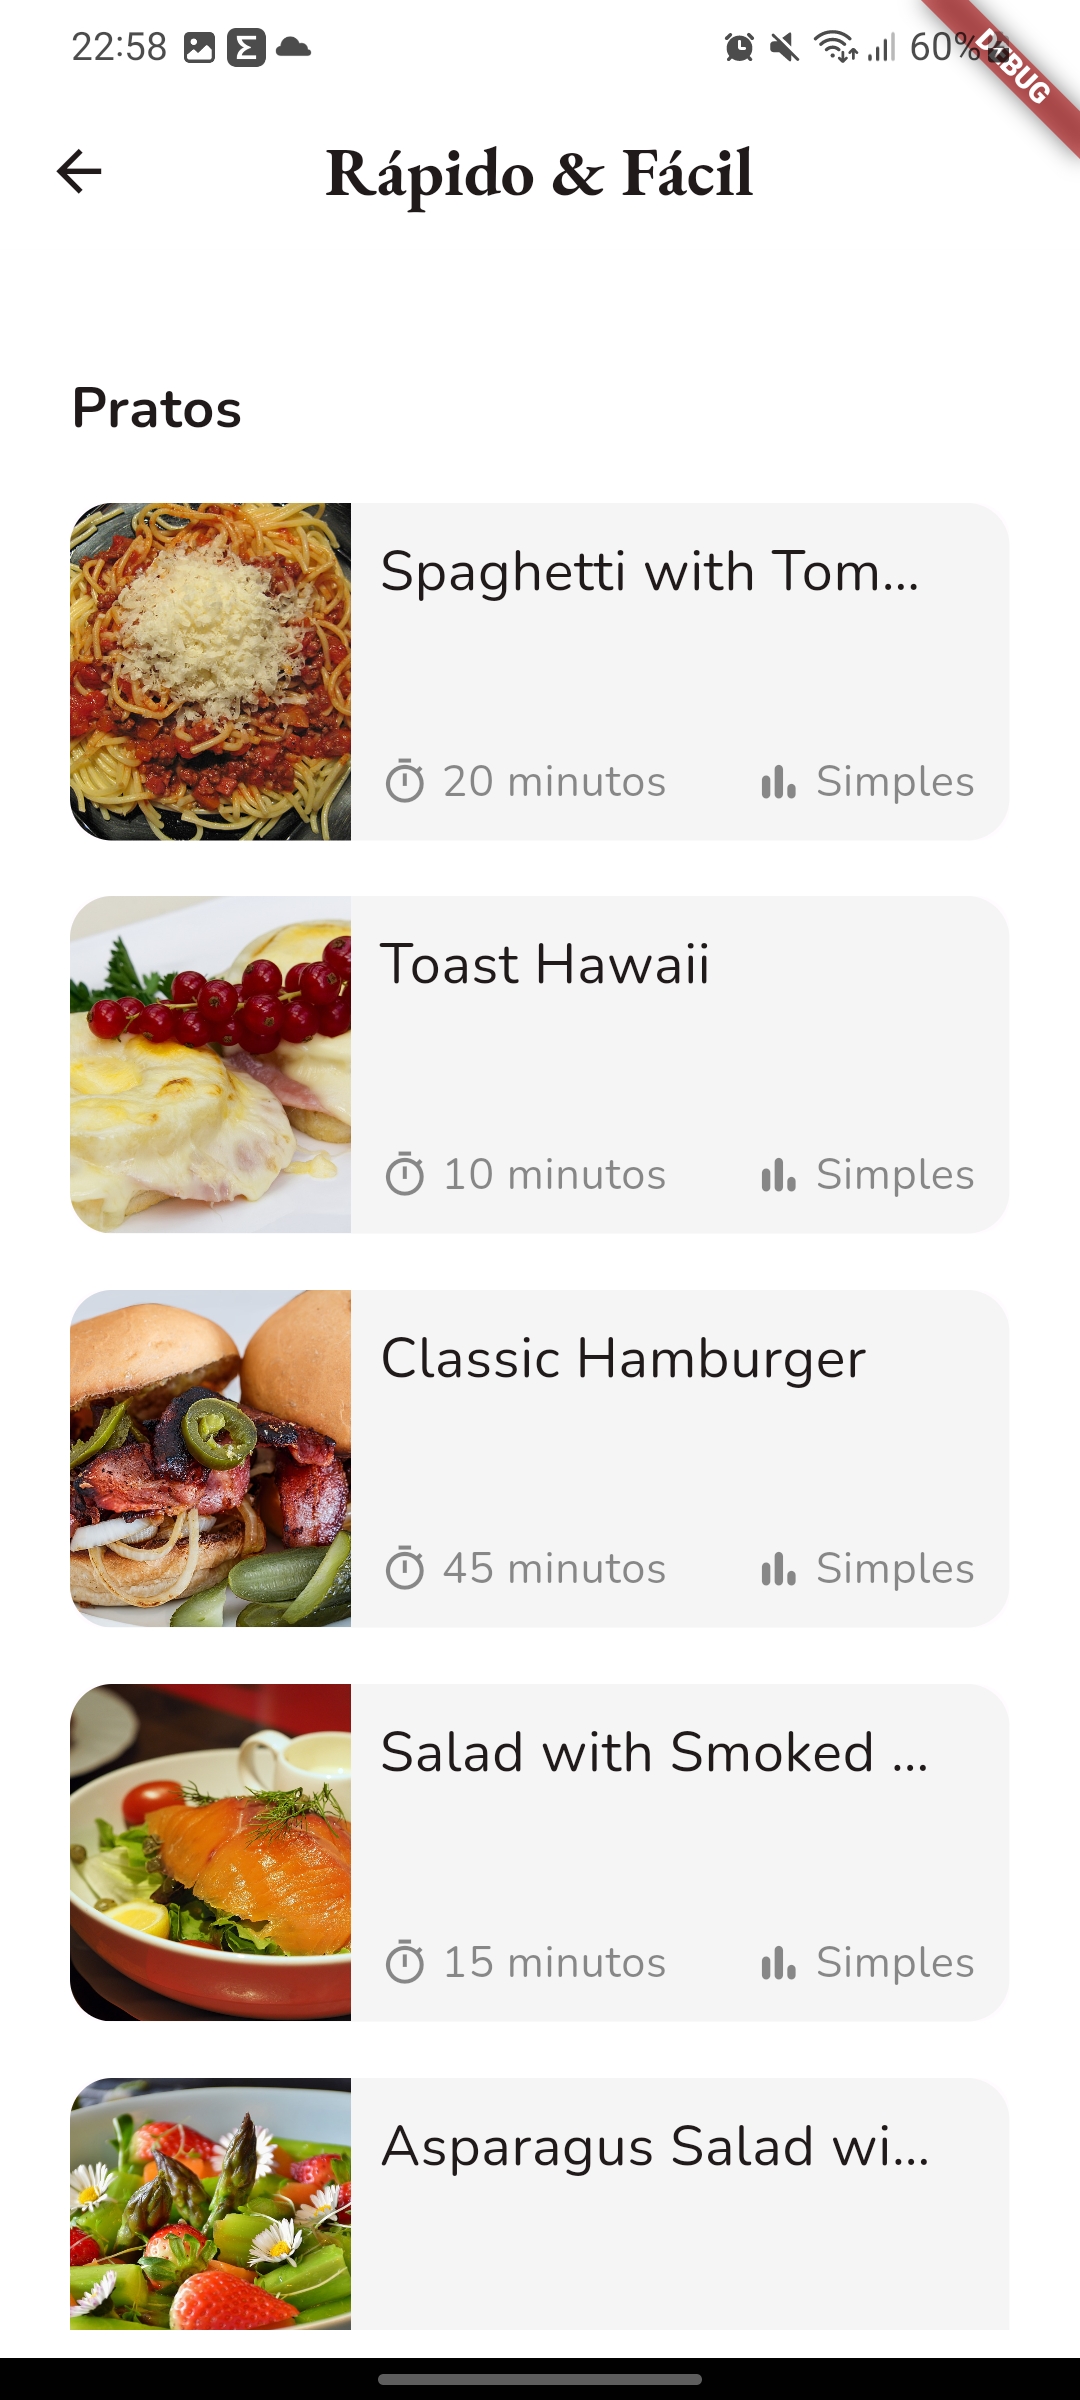 22:58
60%
DEBUG
Rápido & Fácil
Pratos
Spaghetti with Tom...
20 minutos Simples
Toast Hawaii
10 minutos Simples
Classic Hamburger
45 minutos Simples
Salad with Smoked ...
15 minutos Simples
Asparagus Salad wi...